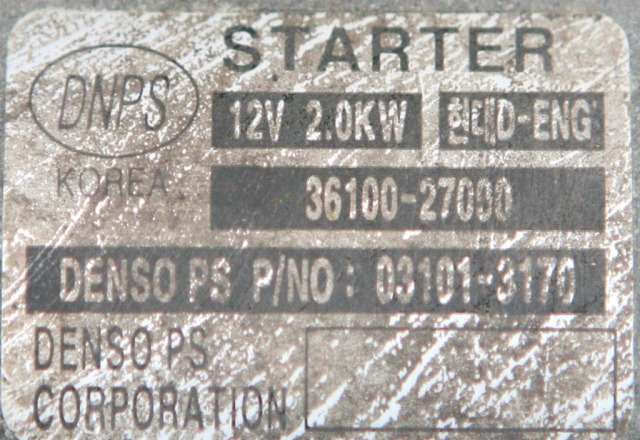 STARTER
DNPS
12V 2.0KW 현대D-ENG
KOREA
36100-27090
DENSO PS P/NO : 03101-3170
DENSO PS
CORPORATION